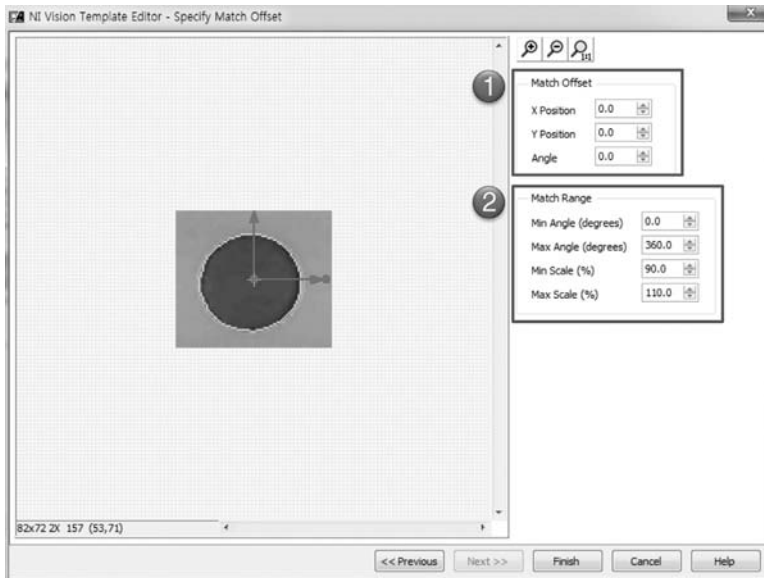 NI Vision Template Editor - Specify Match Offset
1:1
1
Match Offset
X Position 0.0
Y Position 0.0
Angle 0.0
2
Match Range
Min Angle (degrees) 0.0
Max Angle (degrees) 360.0
Min Scale (%) 90.0
Max Scale (%) 110.0
82x72 2X 157 (53,71)
<< Previous Next >> Finish Cancel Help